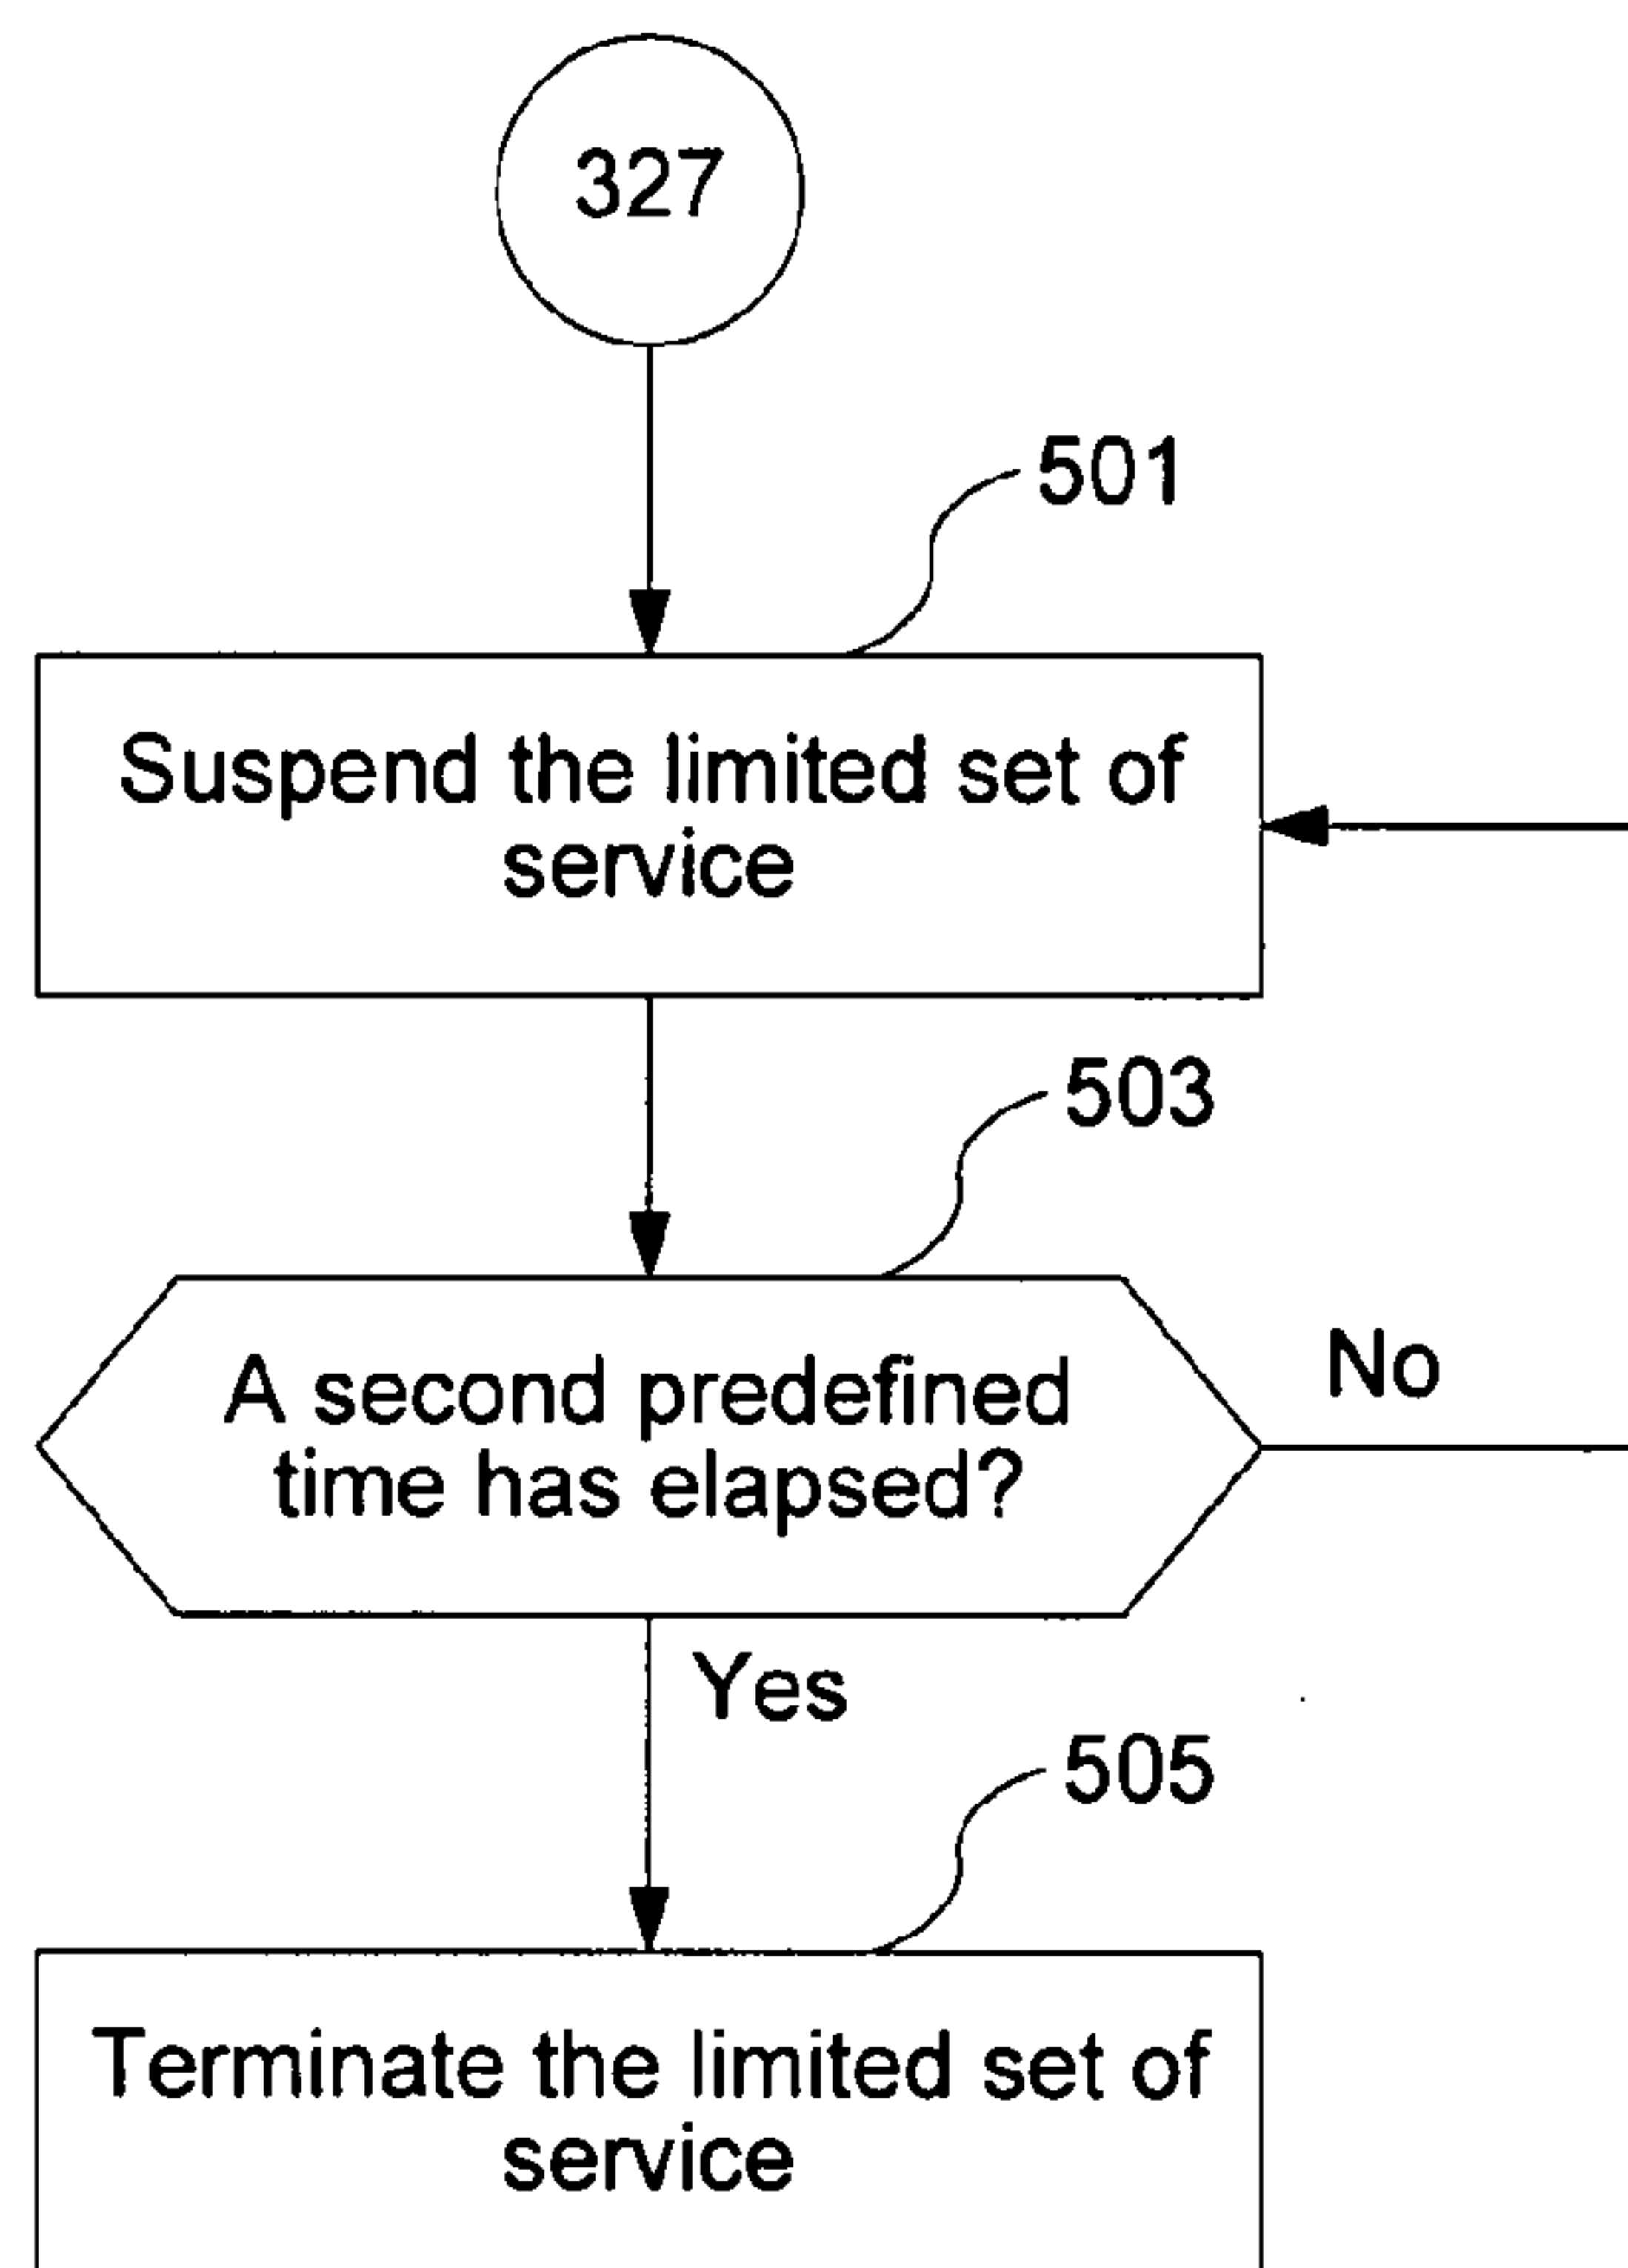 327
501
Suspend the limited set of
service
503
A second predefined
time has elapsed?
No
Yes
505
Terminate the limited set of
service